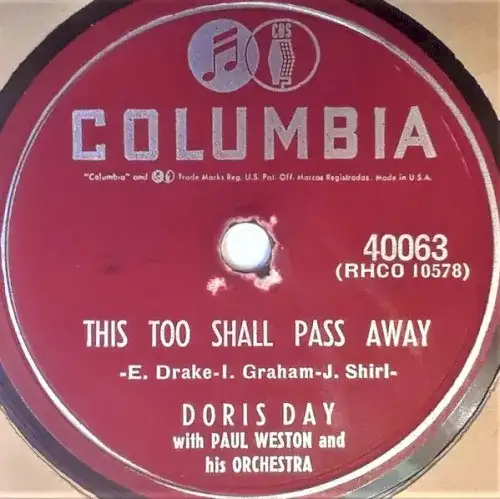 CBS
COLUMBIA
"Columbia" and Trade Marks Reg. U.S. Pat. Off. Marcas Registradas. Made in U.S.A.
40063
(RHCO 10578)
THIS TOO SHALL PASS AWAY
-E. Drake-I. Graham-J. Shirl-
DORIS DAY
with PAUL WESTON and
his ORCHESTRA